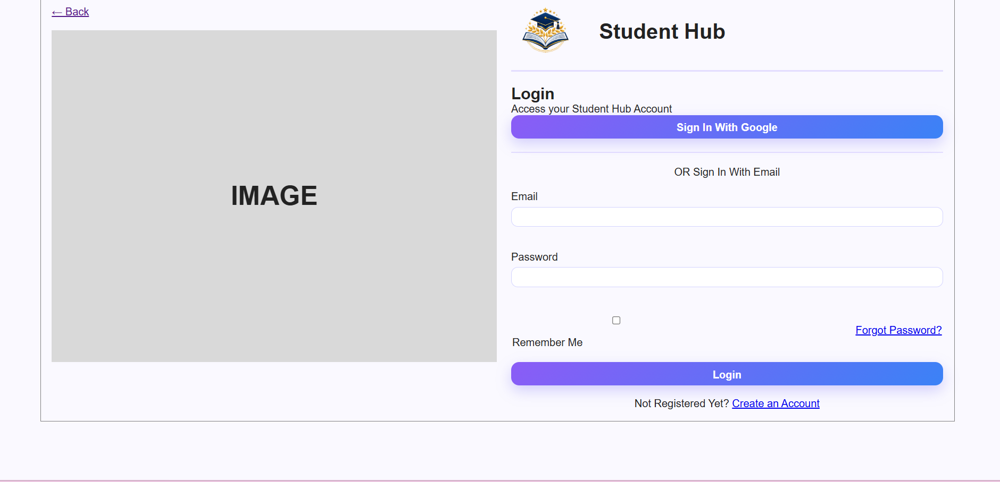 ← Back
IMAGE
Student Hub
Login
Access your Student Hub Account
Sign In With Google
OR Sign In With Email
Email
Password
Remember Me
Forgot Password?
Login
Not Registered Yet? Create an Account